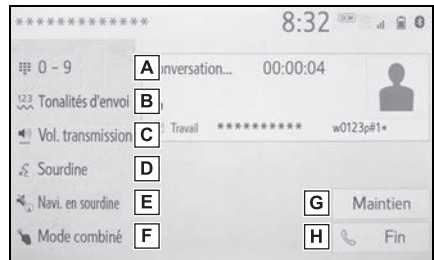 ************ 8:32 DCM
0 – 9 A nversation... 00:00:04
123 Tonalités d'envoi B
Vol. transmission C Travail ********** w0123p#1*
Sourdine D
Navi. en sourdine E G Maintien
Mode combiné F H Fin